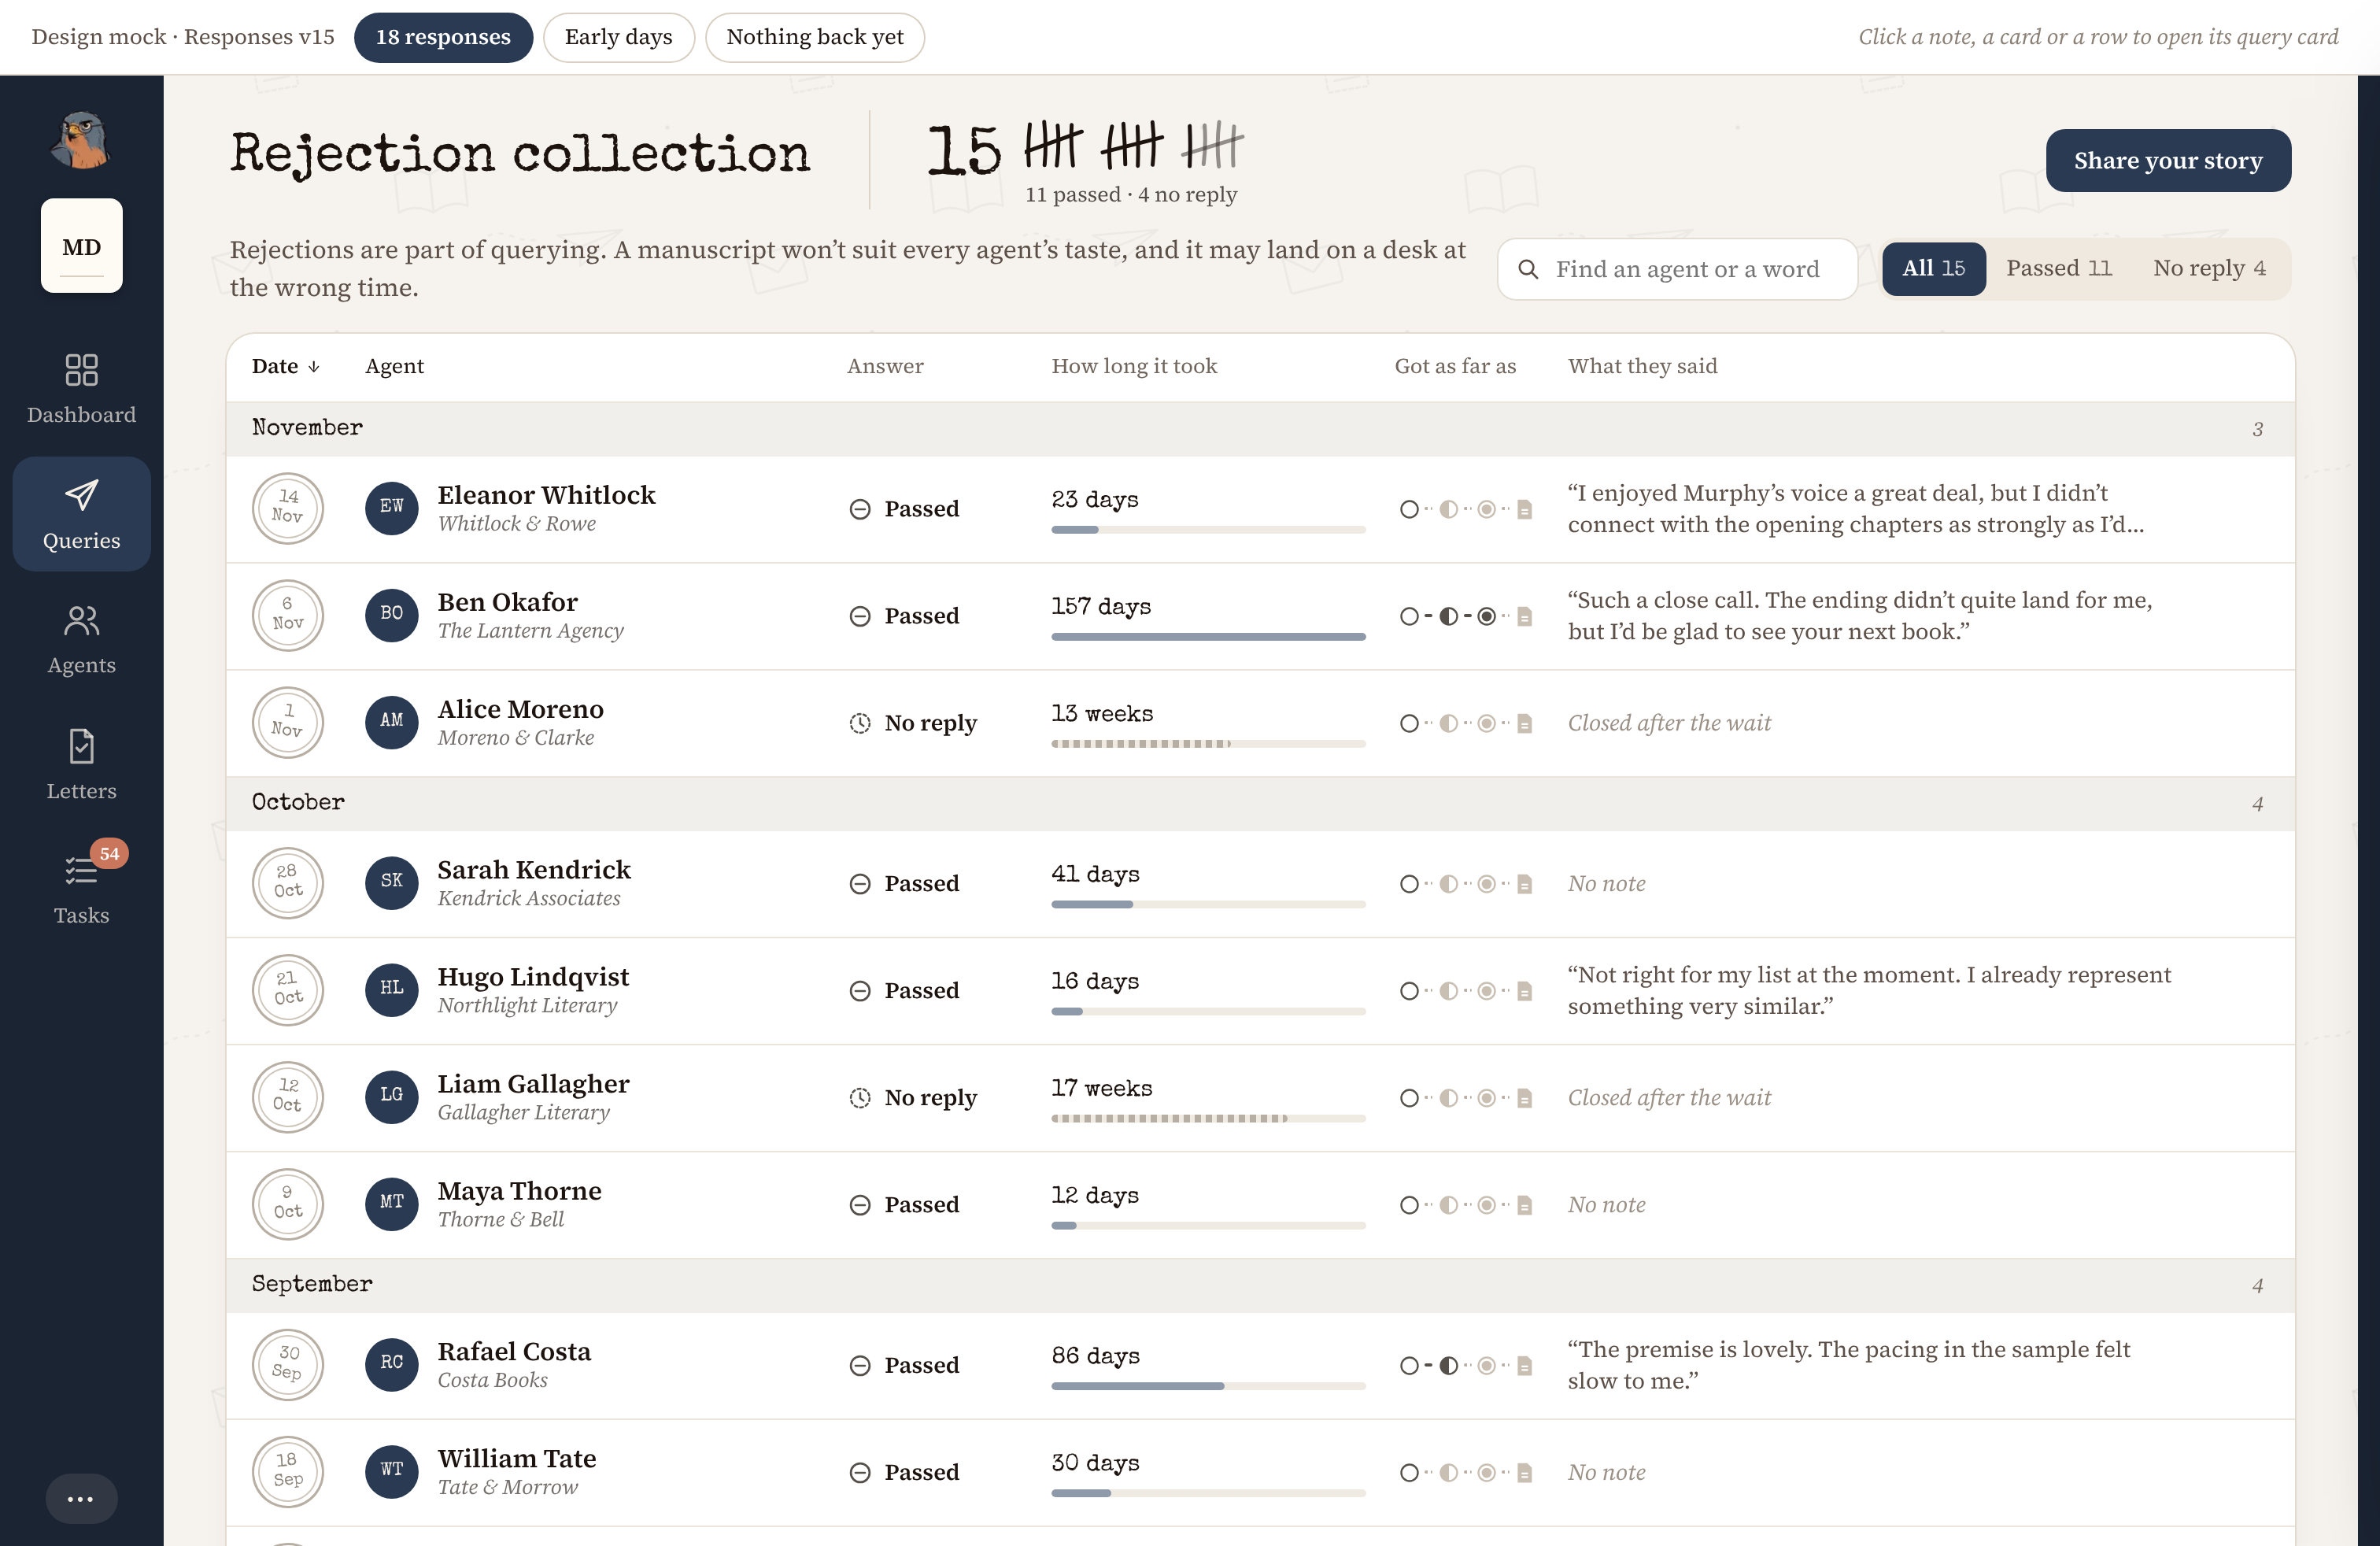 Design mock · Responses v15
18 responses
Early days
Nothing back yet
Click a note, a card or a row to open its query card
MD
Dashboard
Queries
Agents
Letters
54
Tasks
Rejection collection
15
11 passed · 4 no reply
Share your story
Rejections are part of querying. A manuscript won’t suit every agent’s taste, and it may land on a desk at
the wrong time.
Find an agent or a word
All 15
Passed 11
No reply 4
Date ↓ Agent Answer How long it took Got as far as What they said
November 3
14 Nov
EW
Eleanor Whitlock
Whitlock & Rowe
Passed
23 days
“I enjoyed Murphy’s voice a great deal, but I didn’t
connect with the opening chapters as strongly as I’d...
6 Nov
BO
Ben Okafor
The Lantern Agency
Passed
157 days
“Such a close call. The ending didn’t quite land for me,
but I’d be glad to see your next book.”
1 Nov
AM
Alice Moreno
Moreno & Clarke
No reply
13 weeks
Closed after the wait
October 4
28 Oct
SK
Sarah Kendrick
Kendrick Associates
Passed
41 days
No note
21 Oct
HL
Hugo Lindqvist
Northlight Literary
Passed
16 days
“Not right for my list at the moment. I already represent
something very similar.”
12 Oct
LG
Liam Gallagher
Gallagher Literary
No reply
17 weeks
Closed after the wait
9 Oct
MT
Maya Thorne
Thorne & Bell
Passed
12 days
No note
September 4
30 Sep
RC
Rafael Costa
Costa Books
Passed
86 days
“The premise is lovely. The pacing in the sample felt
slow to me.”
18 Sep
WT
William Tate
Tate & Morrow
Passed
30 days
No note